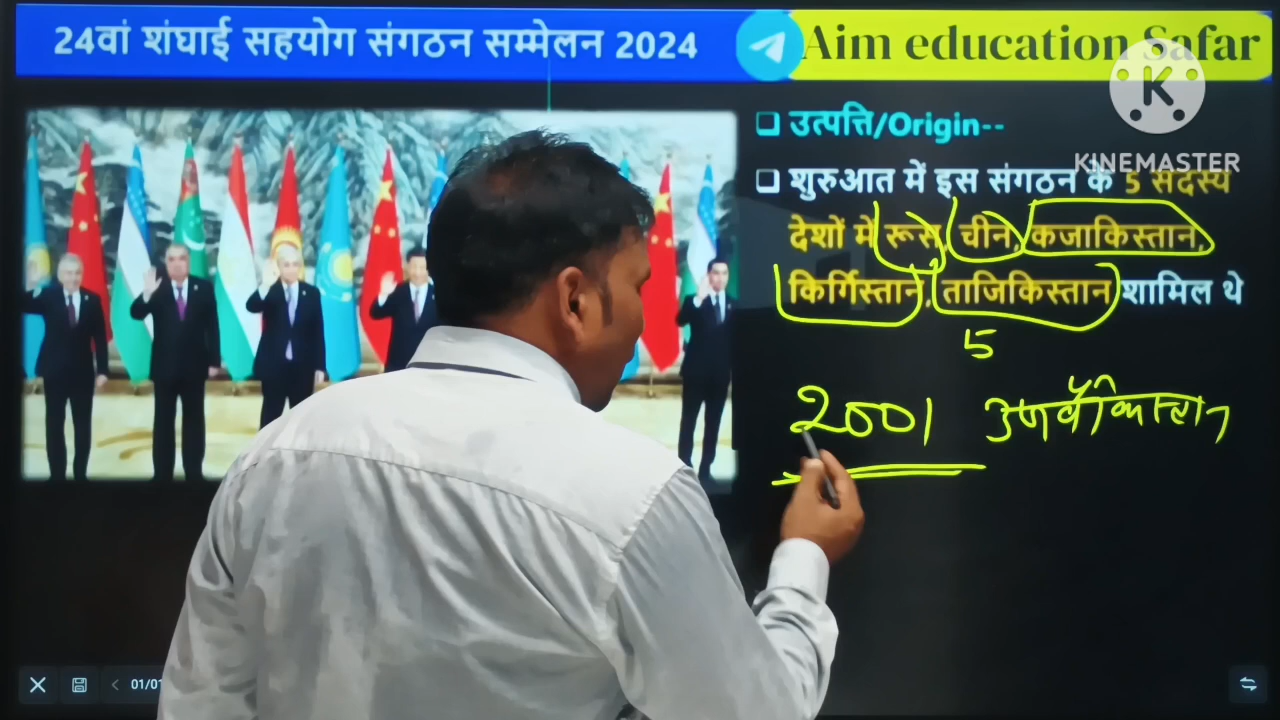 24वां शंघाई सहयोग संगठन सम्मेलन 2024
Aim education Safar
K
KINEMASTER
❑ उत्पत्ति/Origin--
❑ शुरुआत में इस संगठन के 5 सदस्य
देशों में रूस, चीन, कजाकिस्तान,
किर्गिस्तान, ताजिकिस्तान शामिल थे
5
2001
01/01